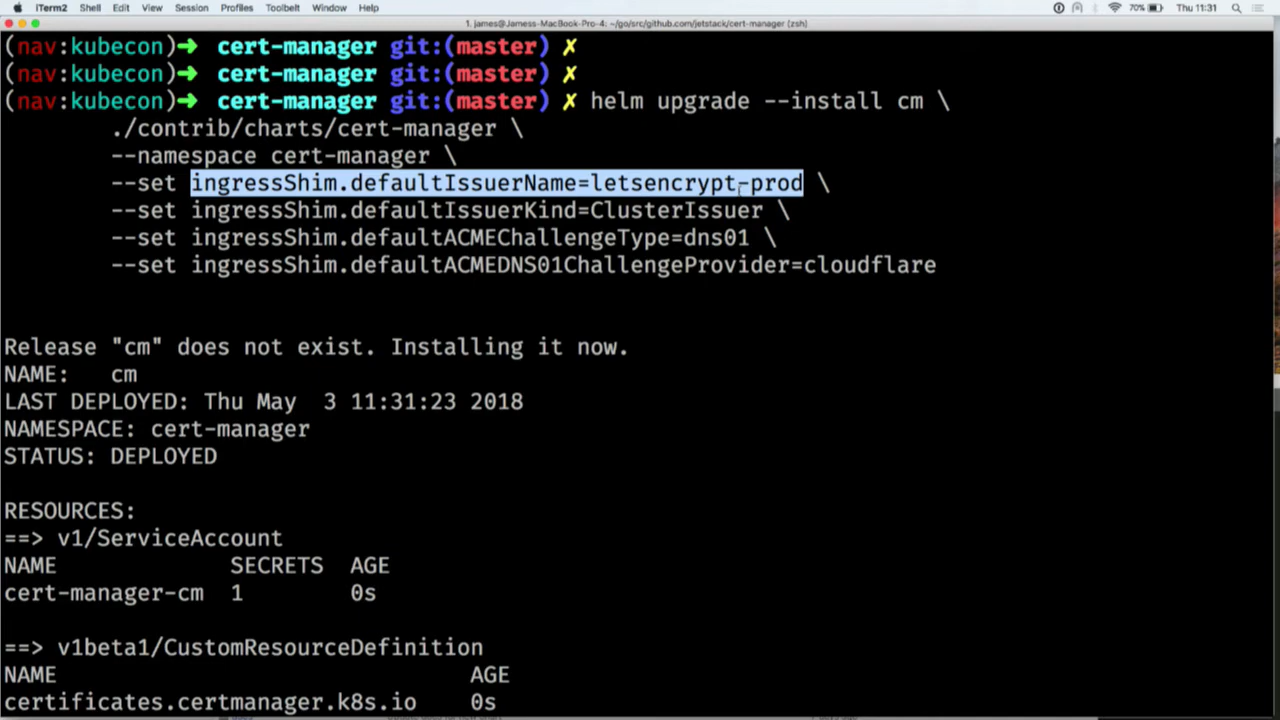 iTerm2 Shell Edit View Session Profiles Toolbelt Window Help 70% Thu 11:31
1. james@Jamess-MacBook-Pro-4: ~/go/src/github.com/jetstack/cert-manager (zsh)
(nav:kubecon)➜ cert-manager git:(master) ✗
(nav:kubecon)➜ cert-manager git:(master) ✗
(nav:kubecon)➜ cert-manager git:(master) ✗ helm upgrade --install cm \
./contrib/charts/cert-manager \
--namespace cert-manager \
--set ingressShim.defaultIssuerName=letsencrypt-prod \
--set ingressShim.defaultIssuerKind=ClusterIssuer \
--set ingressShim.defaultACMEChallengeType=dns01 \
--set ingressShim.defaultACMEDNS01ChallengeProvider=cloudflare
Release "cm" does not exist. Installing it now.
NAME: cm
LAST DEPLOYED: Thu May 3 11:31:23 2018
NAMESPACE: cert-manager
STATUS: DEPLOYED
RESOURCES:
==> v1/ServiceAccount
NAME SECRETS AGE
cert-manager-cm 1 0s
==> v1beta1/CustomResourceDefinition
NAME AGE
certificates.certmanager.k8s.io 0s